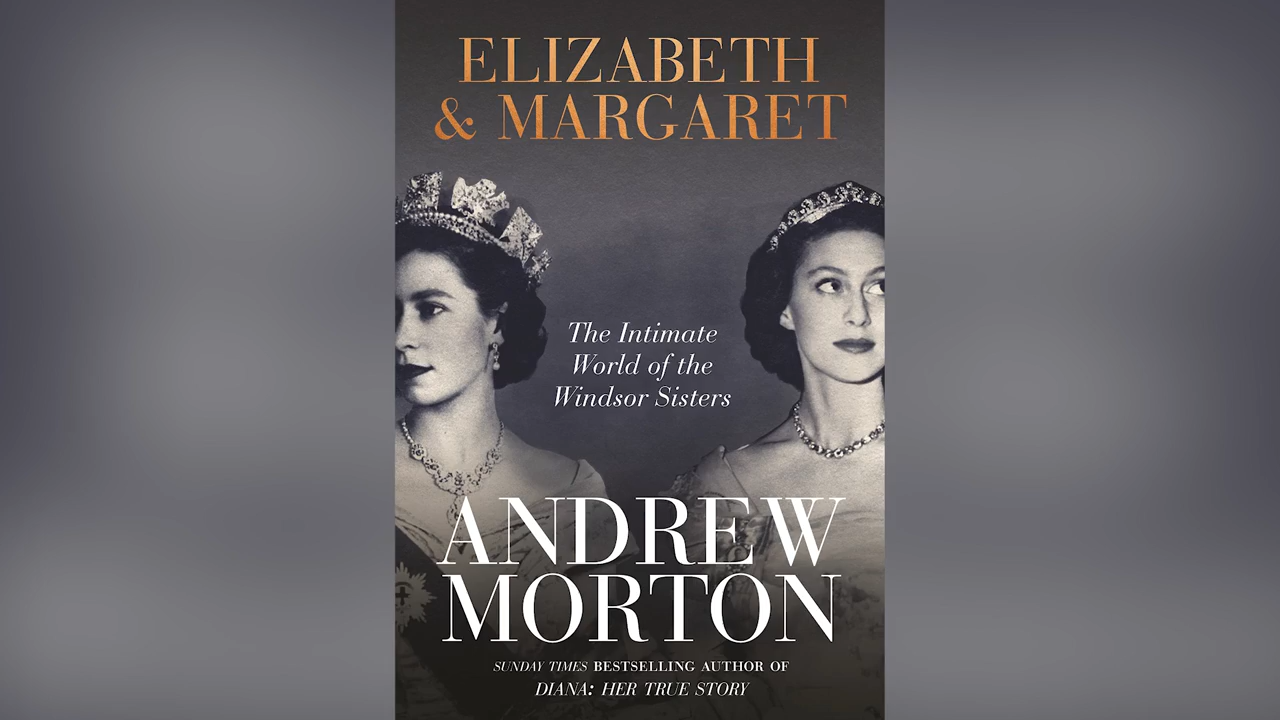 ELIZABETH
& MARGARET
The Intimate
World of the
Windsor Sisters
ANDREW
MORTON
SUNDAY TIMES BESTSELLING AUTHOR OF
DIANA: HER TRUE STORY